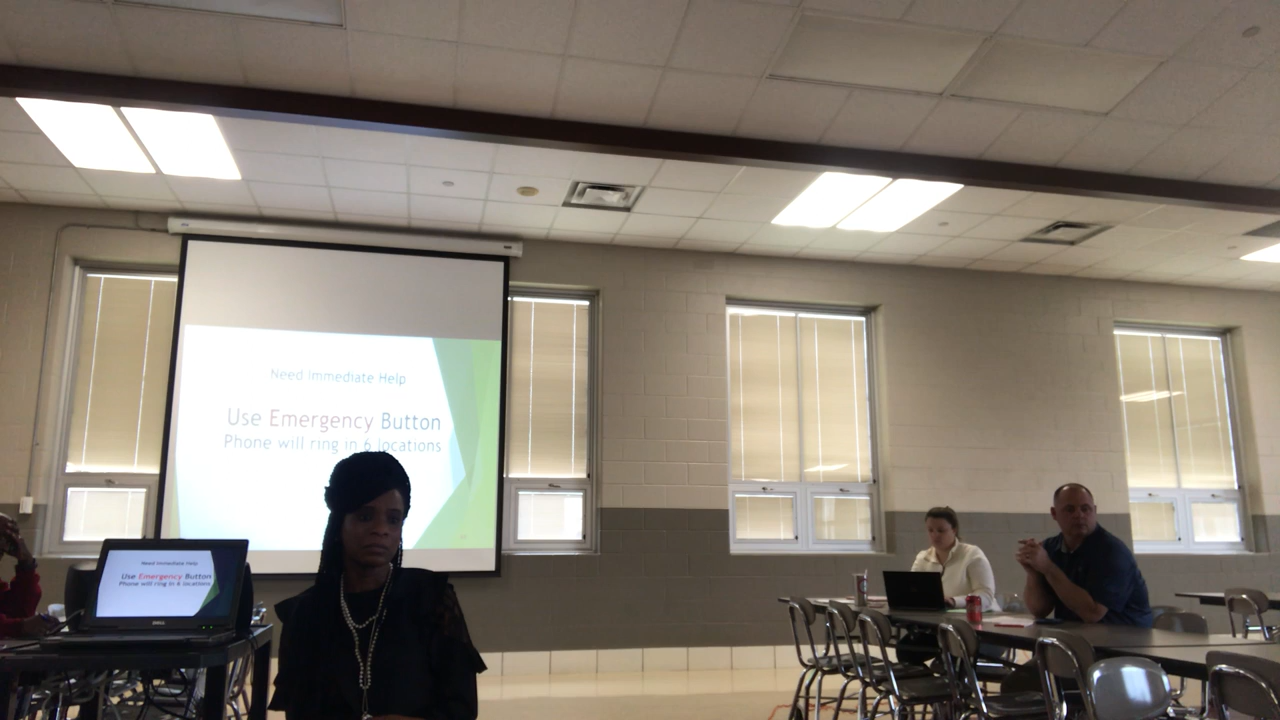 Need Immediate Help
Use Emergency Button
Phone will ring in 6 locations
Need Immediate Help
Use Emergency Button
Phone will ring in 6 locations
DELL